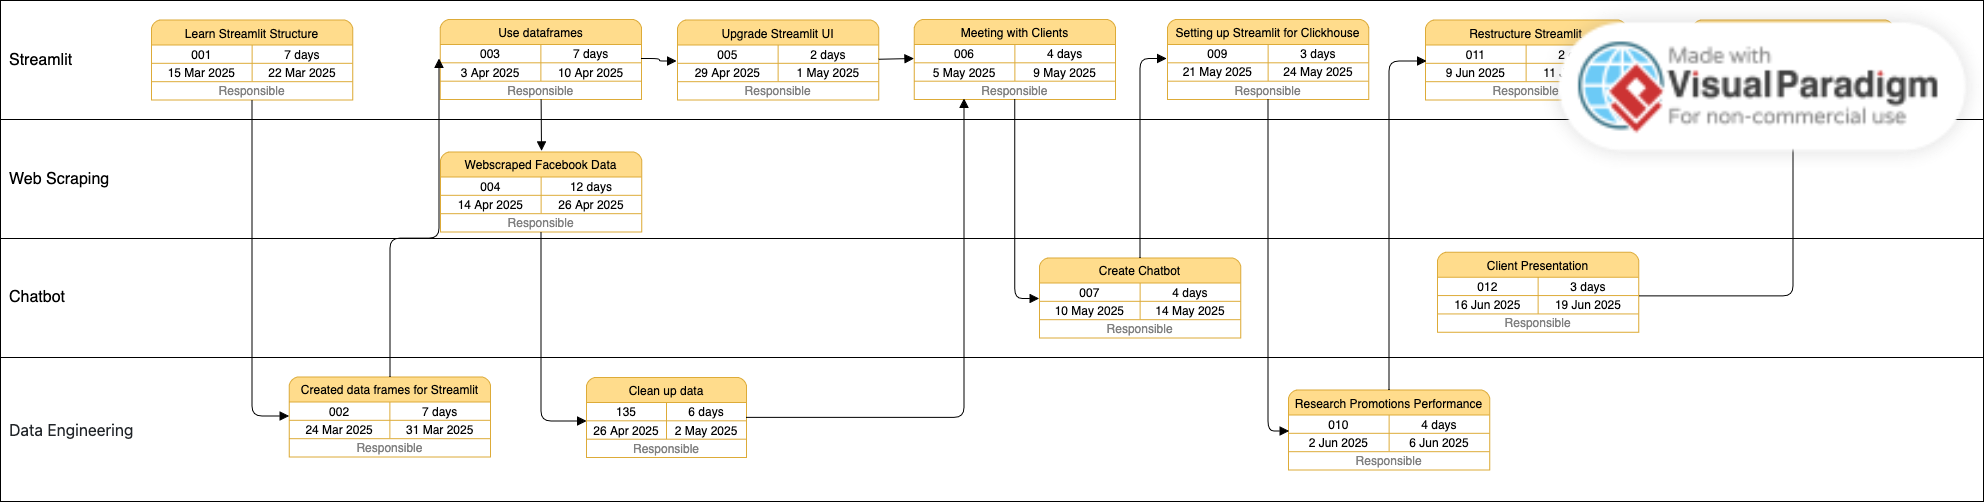 Streamlit
Learn Streamlit Structure
001 7 days
15 Mar 2025 22 Mar 2025
Responsible
Use dataframes
003 7 days
3 Apr 2025 10 Apr 2025
Responsible
Upgrade Streamlit UI
005 2 days
29 Apr 2025 1 May 2025
Responsible
Meeting with Clients
006 4 days
5 May 2025 9 May 2025
Responsible
Setting up Streamlit for Clickhouse
009 3 days
21 May 2025 24 May 2025
Responsible
Restructure Streamlit
011 2
9 Jun 2025 11
Responsible
Made with
Visual Paradigm
For non-commercial use
Web Scraping
Webscraped Facebook Data
004 12 days
14 Apr 2025 26 Apr 2025
Responsible
Chatbot
Create Chatbot
007 4 days
10 May 2025 14 May 2025
Responsible
Client Presentation
012 3 days
16 Jun 2025 19 Jun 2025
Responsible
Data Engineering
Created data frames for Streamlit
002 7 days
24 Mar 2025 31 Mar 2025
Responsible
Clean up data
135 6 days
26 Apr 2025 2 May 2025
Responsible
Research Promotions Performance
010 4 days
2 Jun 2025 6 Jun 2025
Responsible